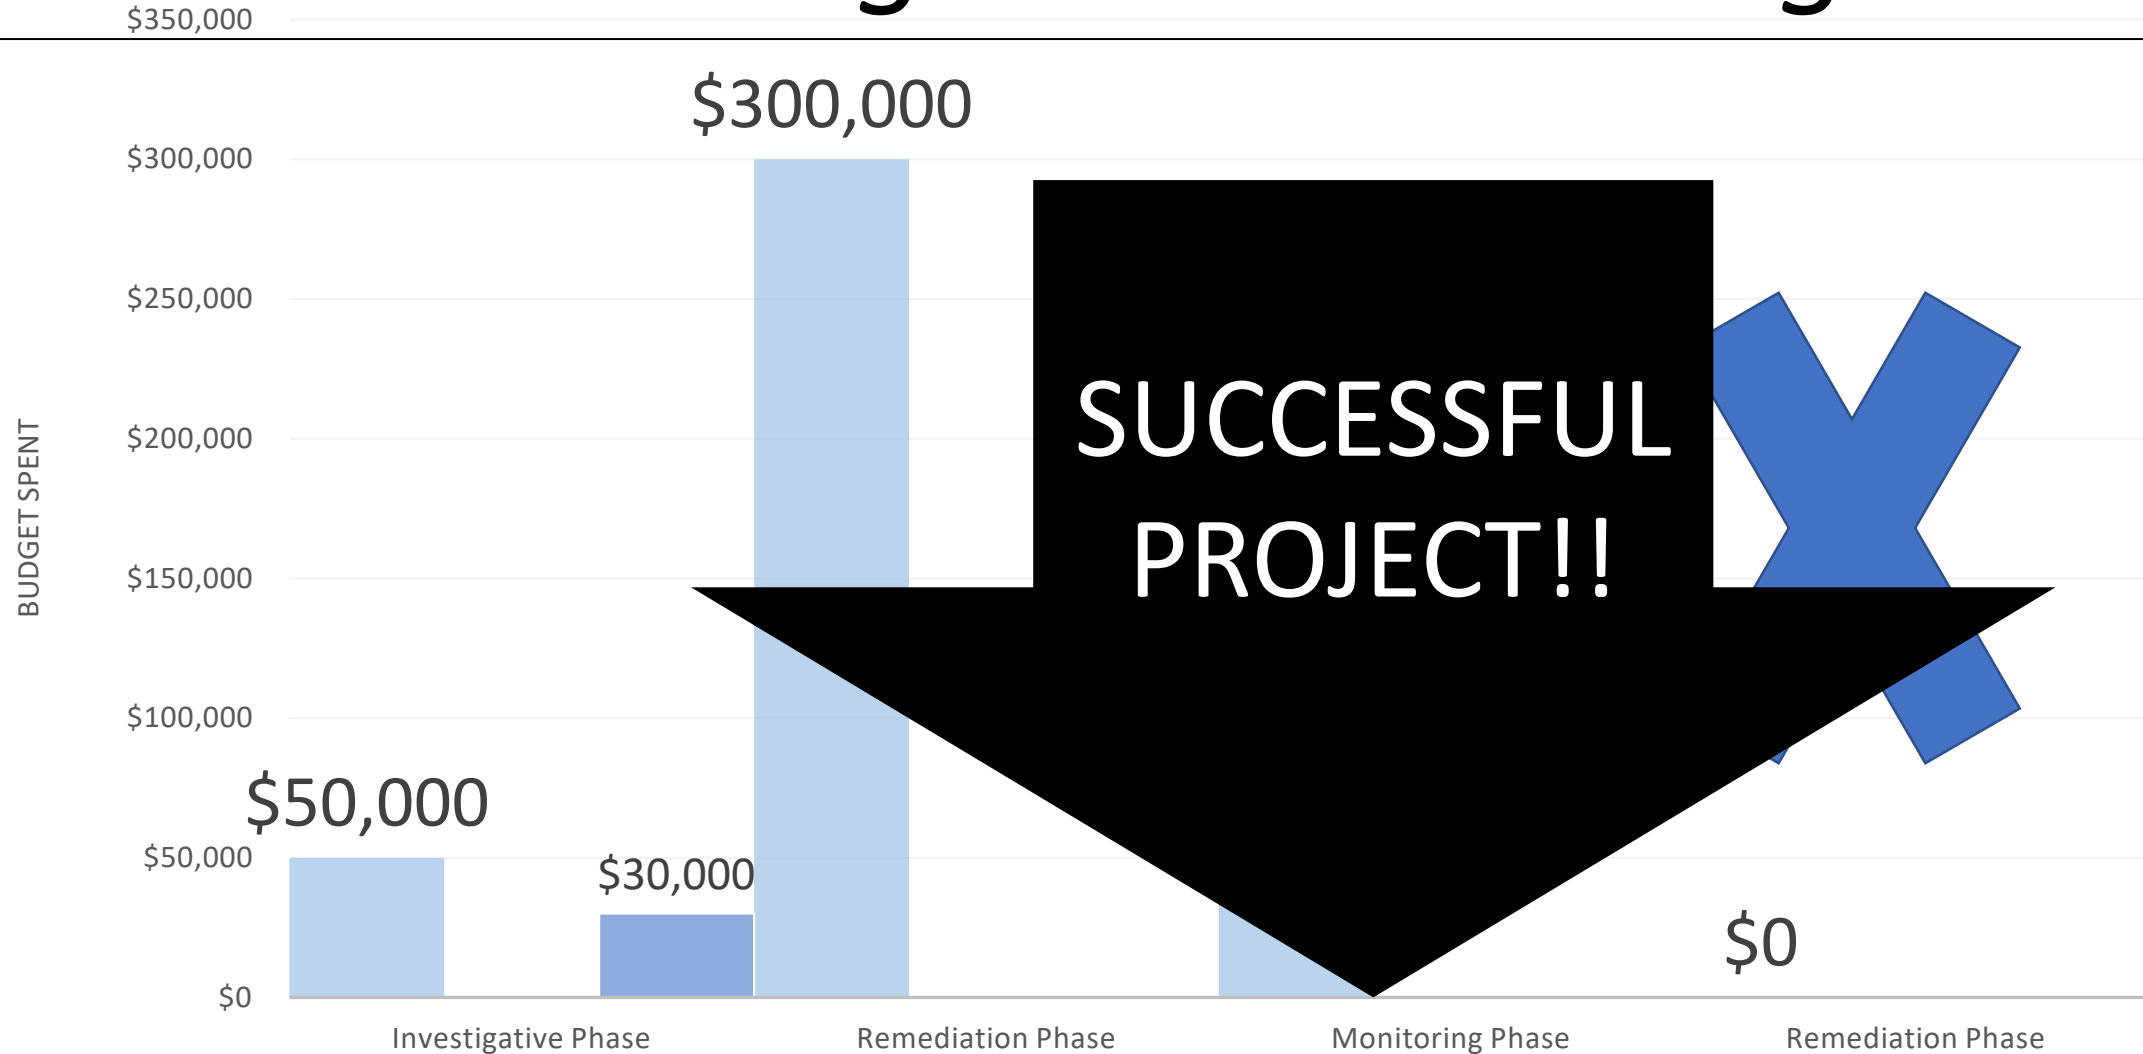 $350,000
$300,000
$300,000
$250,000
$200,000
$150,000
$100,000
$50,000
$0
BUDGET SPENT
$50,000
$30,000
SUCCESSFUL
PROJECT!!
$0
Investigative Phase
Remediation Phase
Monitoring Phase
Remediation Phase